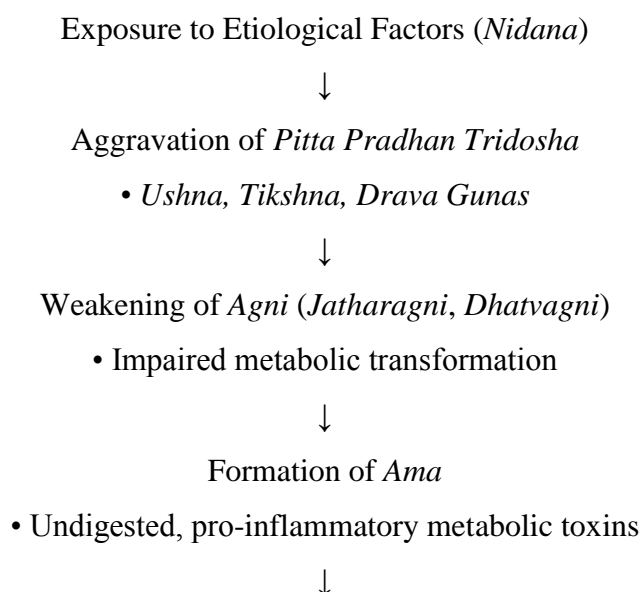 Exposure to Etiological Factors (Nidana)
↓
Aggravation of Pitta Pradhan Tridosha
• Ushna, Tikshna, Drava Gunas
↓
Weakening of Agni (Jatharagni, Dhatvagni)
• Impaired metabolic transformation
↓
Formation of Ama
• Undigested, pro-inflammatory metabolic toxins
↓